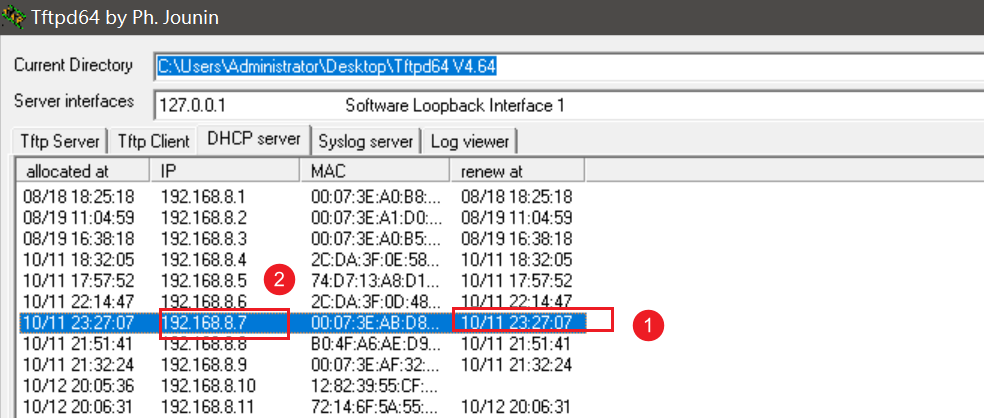 Tftpd64 by Ph. Jounin
Current Directory C:\Users\Administrator\Desktop\Tftpd64 V4.64
Server interfaces 127.0.0.1 Software Loopback Interface 1
Tftp Server Tftp Client DHCP server Syslog server Log viewer
allocated at IP MAC renew at
08/18 18:25:18 192.168.8.1 00:07:3E:A0:B8:... 08/18 18:25:18
08/19 11:04:59 192.168.8.2 00:07:3E:A1:D0:... 08/19 11:04:59
08/19 16:38:18 192.168.8.3 00:07:3E:A0:B5:... 08/19 16:38:18
10/11 18:32:05 192.168.8.4 2C:DA:3F:0E:58... 10/11 18:32:05
10/11 17:57:52 192.168.8.5 74:D7:13:A8:D1... 10/11 17:57:52
2
10/11 22:14:47 192.168.8.6 2C:DA:3F:0D:48... 10/11 22:14:47
10/11 23:27:07 192.168.8.7 00:07:3E:AB:D8... 10/11 23:27:07
1
10/11 21:51:41 192.168.8.8 B0:4F:A6:AE:D9... 10/11 21:51:41
10/11 21:32:24 192.168.8.9 00:07:3E:AF:32:... 10/11 21:32:24
10/12 20:05:36 192.168.8.10 12:82:39:55:CF:...
10/12 20:06:31 192.168.8.11 72:14:6F:5A:55:... 10/12 20:06:31